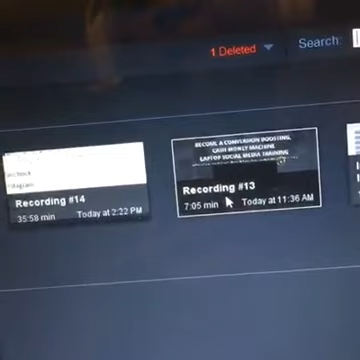 1 Deleted
Search:
Recording #14
35:58 min
Today at 2:22 PM
BECOME A CONVERSION BOOSTING,
CASH MONEY MACHINE
LAPTOP SOCIAL MEDIA TRAINING
Recording #13
7:05 min
Today at 11:36 AM